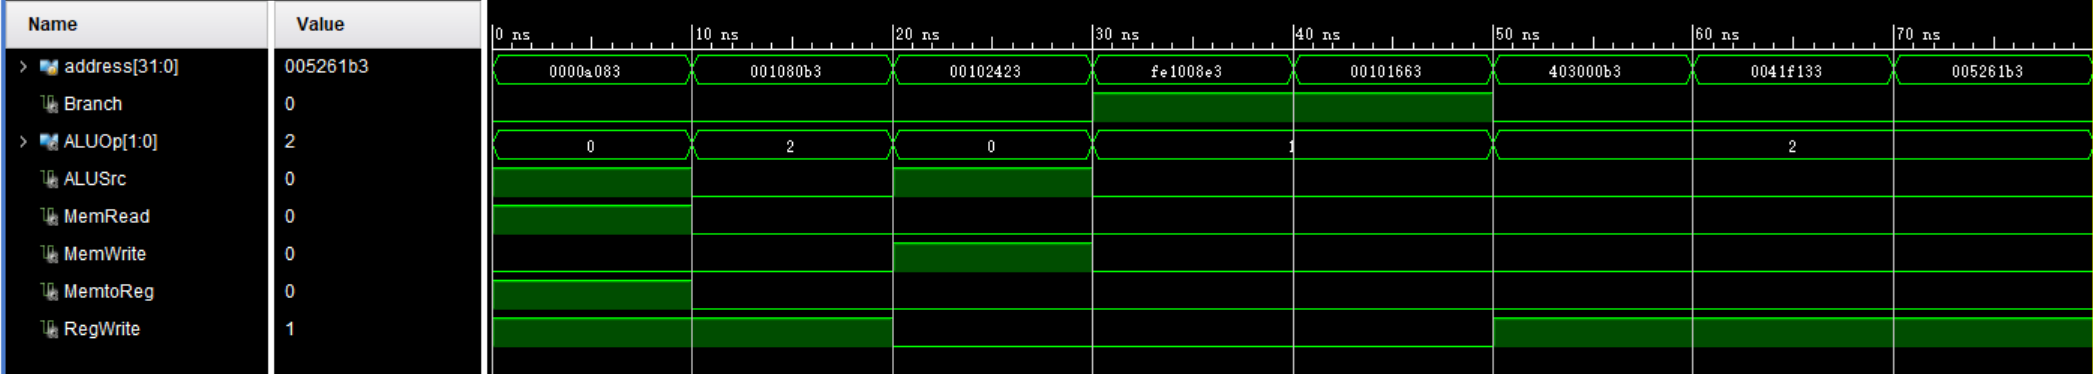 Name Value
0 ns 10 ns 20 ns 30 ns 40 ns 50 ns 60 ns 70 ns
address[31:0] 005261b3 0000a083 001080b3 00102423 fe1008e3 00101663 403000b3 0041f133 005261b3
Branch 0
ALUOp[1:0] 2 0 2 0 1 2
ALUSrc 0
MemRead 0
MemWrite 0
MemtoReg 0
RegWrite 1